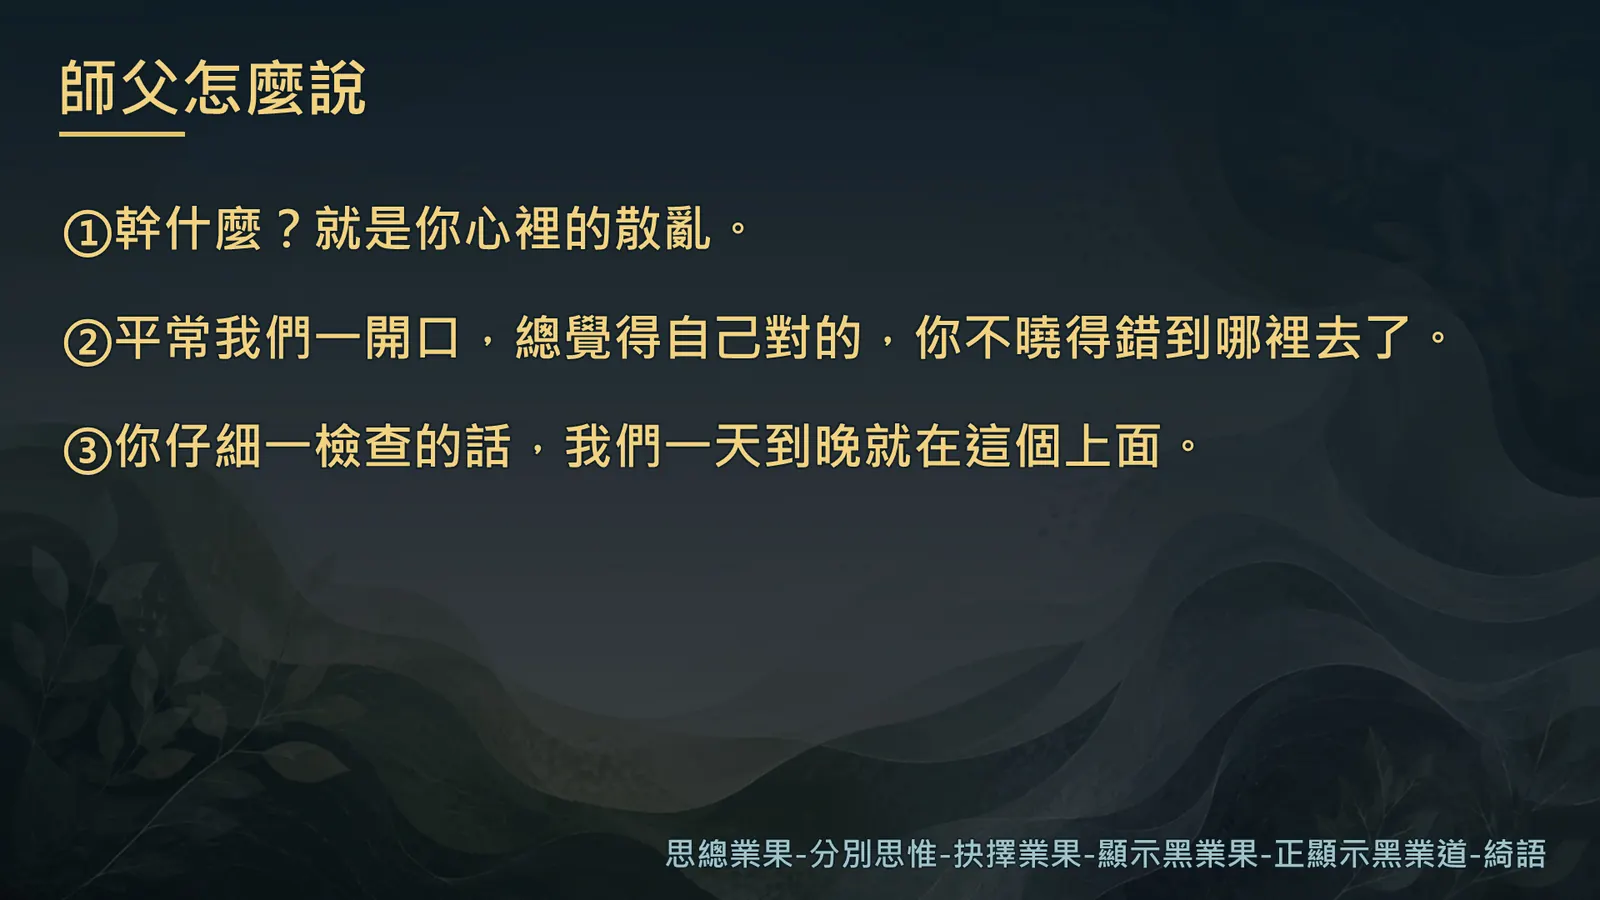 師父怎麼說
①幹什麼？就是你心裡的散亂。
②平常我們一開口，總覺得自己對的，你不曉得錯到哪裡去了。
③你仔細一檢查的話，我們一天到晚就在這個上面。
思總業果-分別思惟-抉擇業果-顯示黑業果-正顯示黑業道-綺語